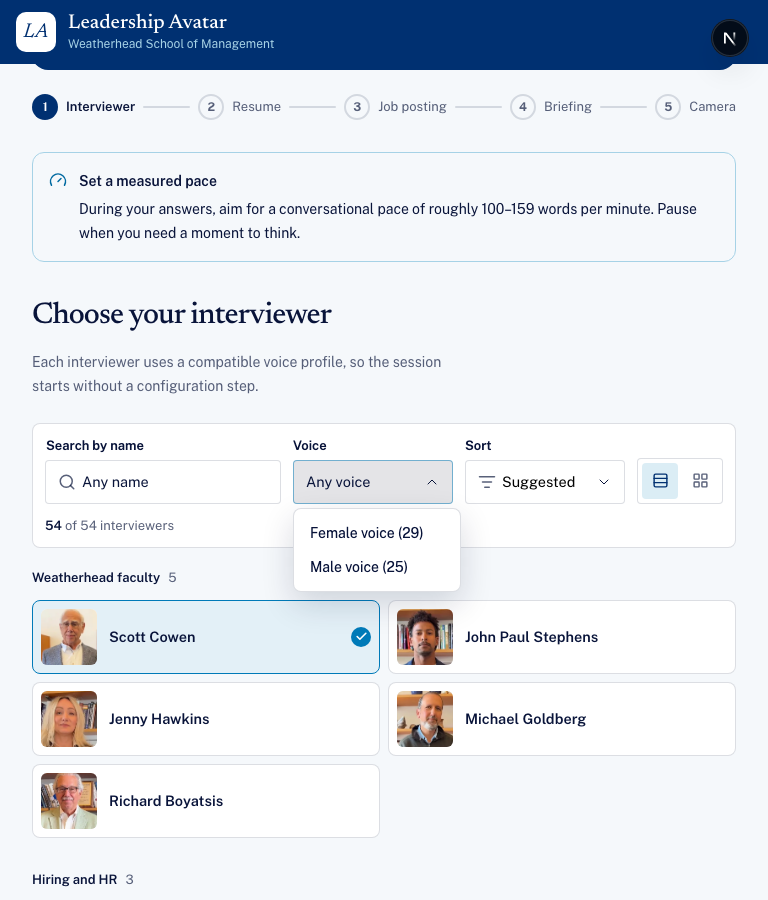 LA
Leadership Avatar
Weatherhead School of Management
N
1 Interviewer 2 Resume 3 Job posting 4 Briefing 5 Camera
Set a measured pace
During your answers, aim for a conversational pace of roughly 100–159 words per minute. Pause
when you need a moment to think.
Choose your interviewer
Each interviewer uses a compatible voice profile, so the session
starts without a configuration step.
Search by name Voice Sort
Any name Any voice Suggested
54 of 54 interviewers
Female voice (29)
Male voice (25)
Weatherhead faculty 5
Scott Cowen John Paul Stephens
Jenny Hawkins Michael Goldberg
Richard Boyatsis
Hiring and HR 3